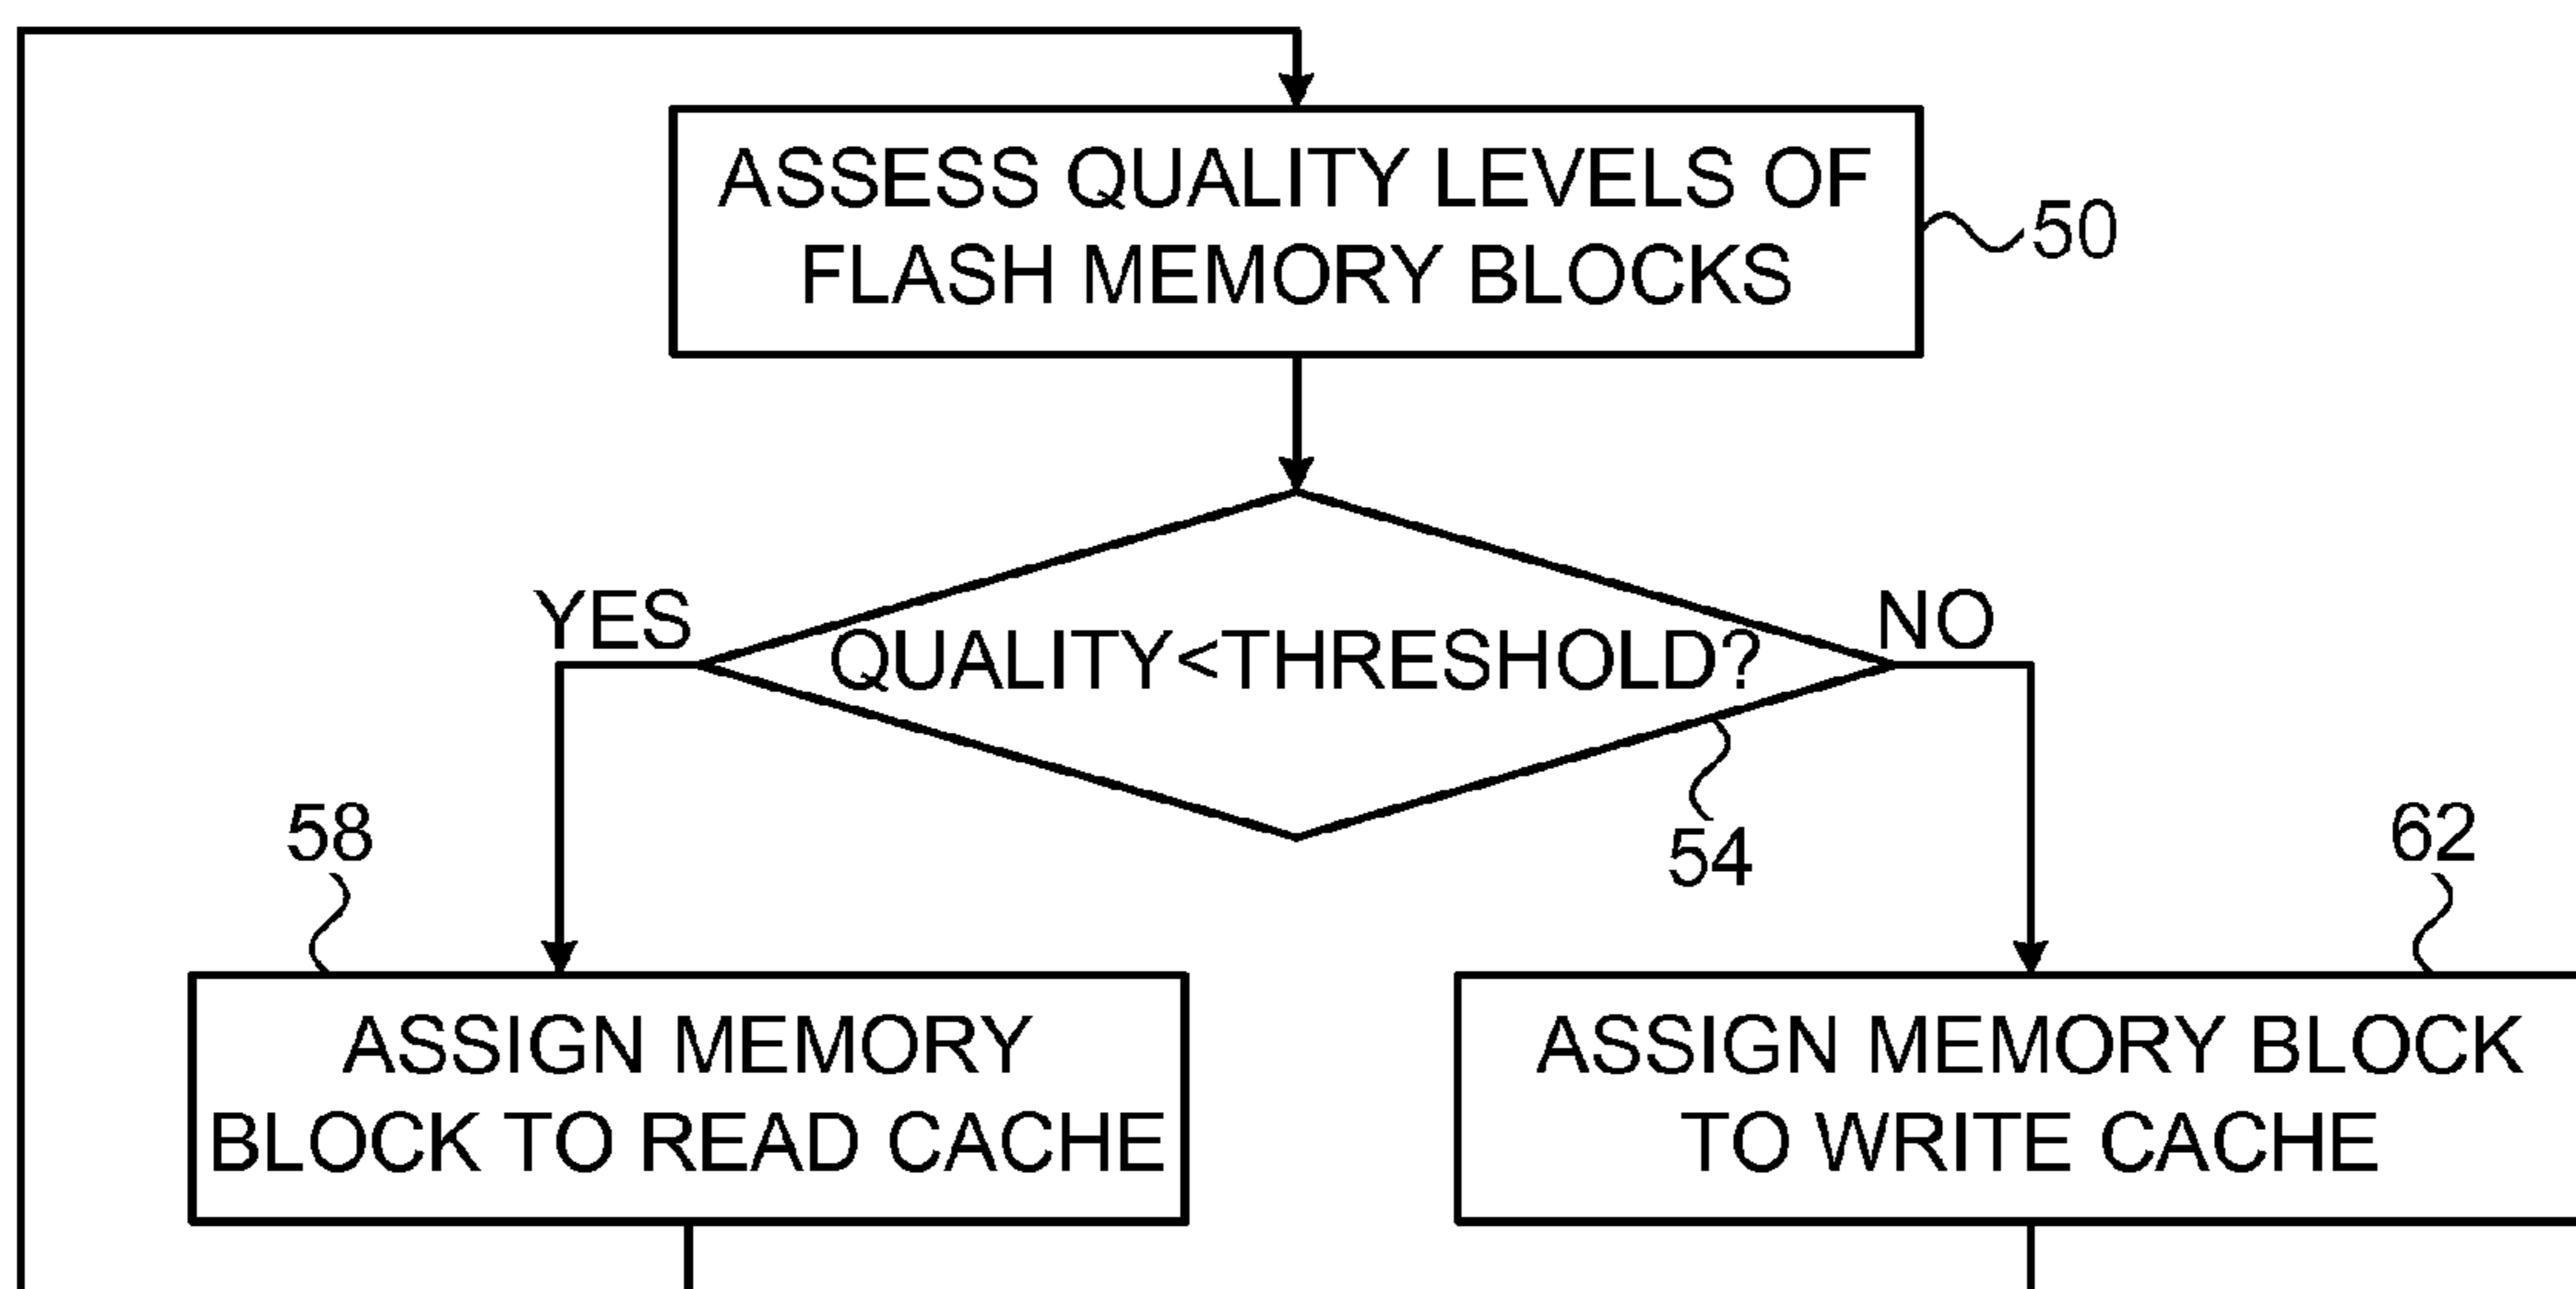 ASSESS QUALITY LEVELS OF
FLASH MEMORY BLOCKS
50
YES
NO
QUALITY<THRESHOLD?
54
58
62
ASSIGN MEMORY
BLOCK TO READ CACHE
ASSIGN MEMORY BLOCK
TO WRITE CACHE